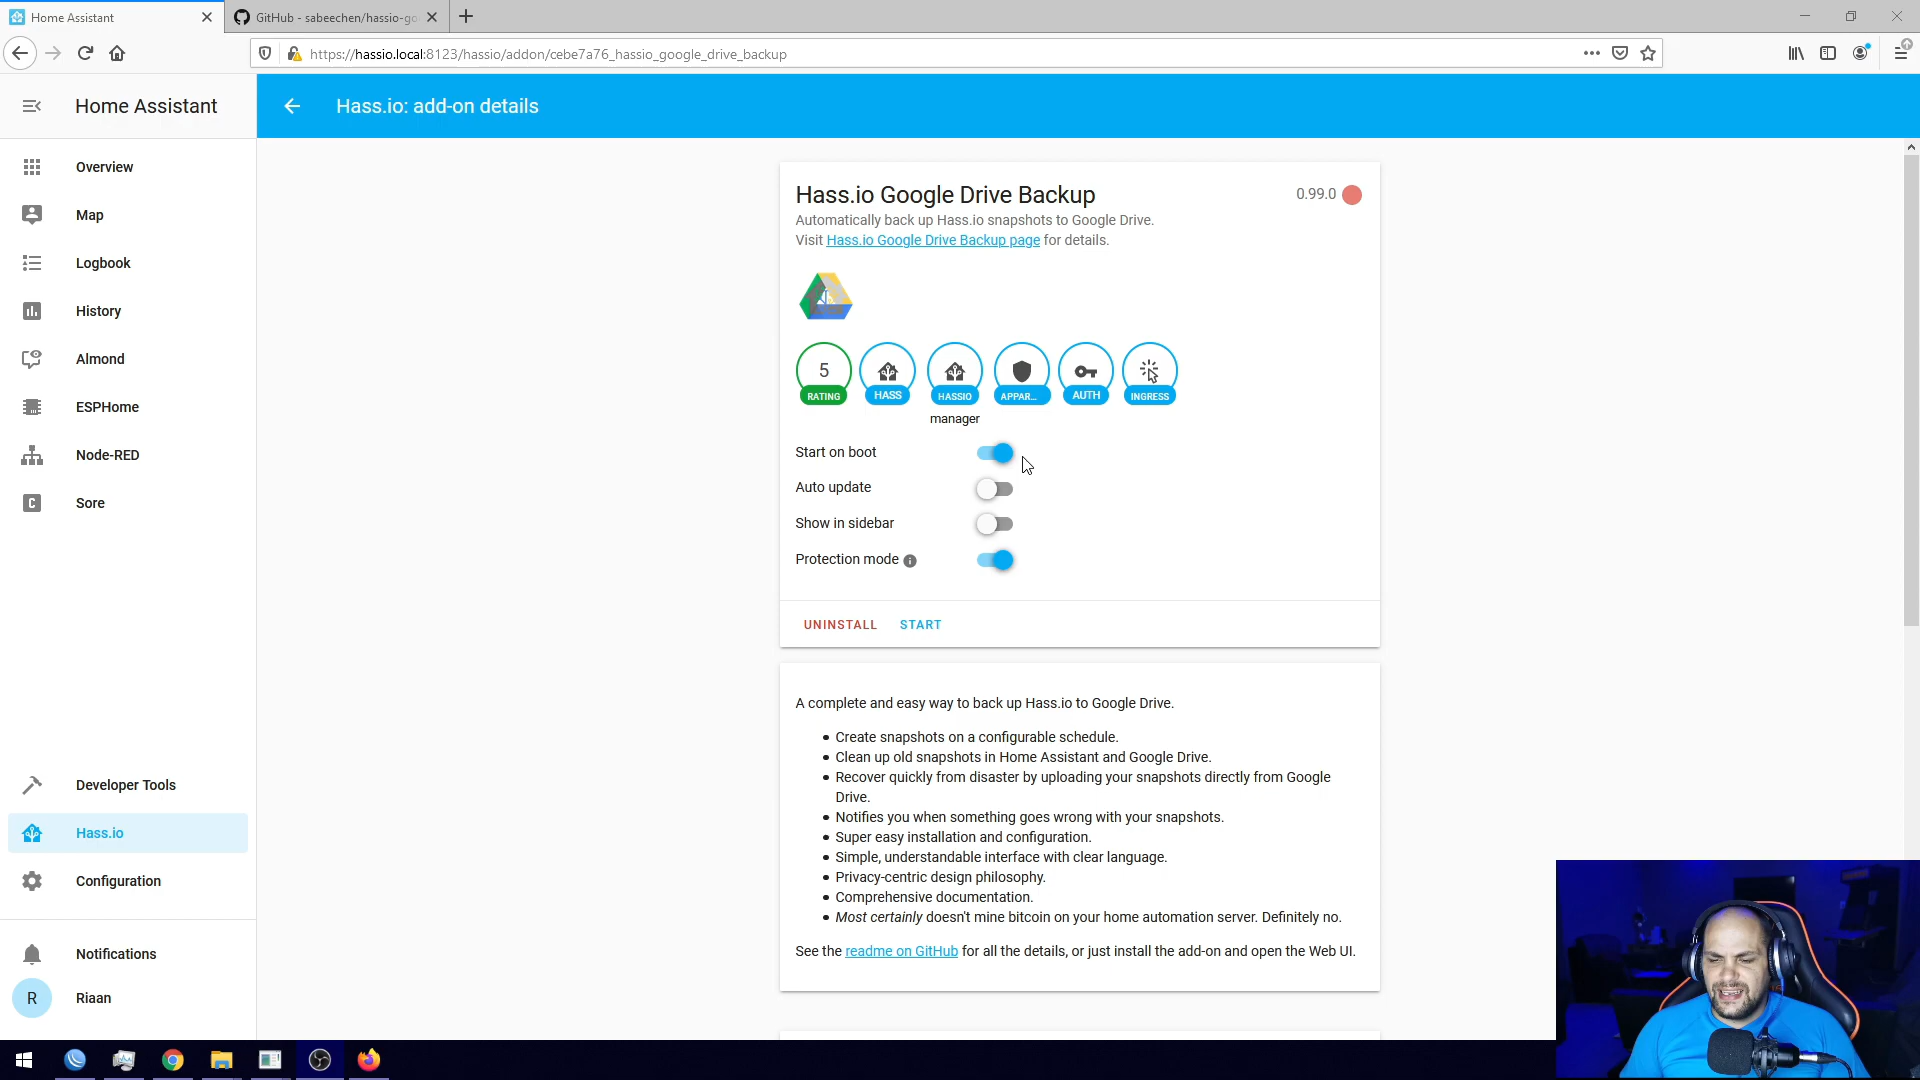 Home Assistant
GitHub - sabeechen/hassio-go
https://hassio.local:8123/hassio/addon/cebe7a76_hassio_google_drive_backup
Home Assistant
Hass.io: add-on details
Overview
Map
Logbook
History
Almond
ESPHome
Node-RED
C
Sore
Developer Tools
Hass.io
Configuration
Notifications
R
Riaan
Hass.io Google Drive Backup
0.99.0
Automatically back up Hass.io snapshots to Google Drive.
Visit Hass.io Google Drive Backup page for details.
5
RATING
HASS
HASSIO
APPAR...
AUTH
INGRESS
manager
Start on boot
Auto update
Show in sidebar
Protection mode
UNINSTALL
START
A complete and easy way to back up Hass.io to Google Drive.
• Create snapshots on a configurable schedule.
• Clean up old snapshots in Home Assistant and Google Drive.
• Recover quickly from disaster by uploading your snapshots directly from Google
Drive.
• Notifies you when something goes wrong with your snapshots.
• Super easy installation and configuration.
• Simple, understandable interface with clear language.
• Privacy-centric design philosophy.
• Comprehensive documentation.
• Most certainly doesn't mine bitcoin on your home automation server. Definitely no.
See the readme on GitHub for all the details, or just install the add-on and open the Web UI.